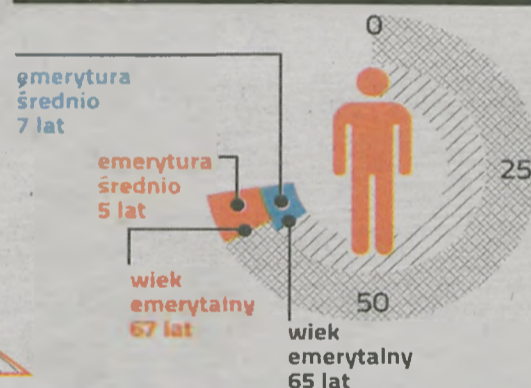 0
emerytura
średnio
7 lat
emerytura
średnio
5 lat
25
wiek
emerytalny
67 lat
50
wiek
emerytalny
65 lat